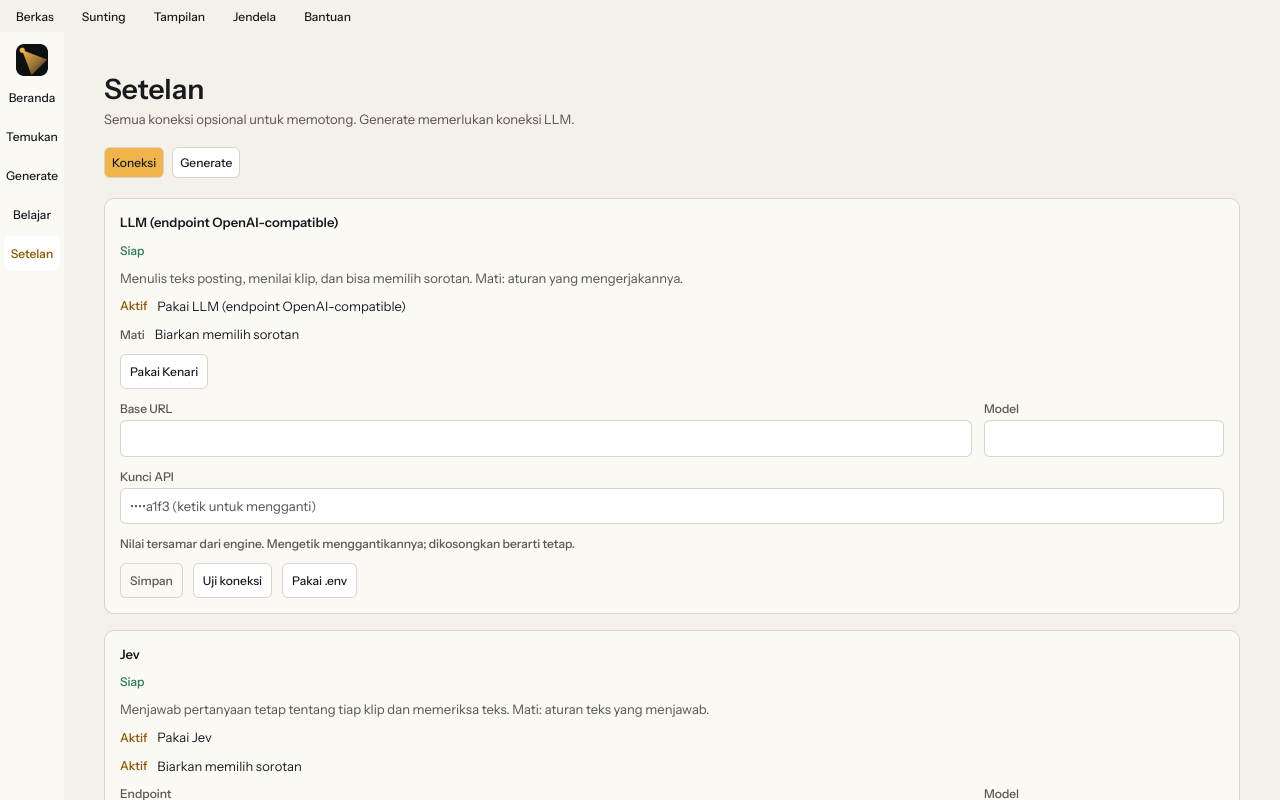 Berkas Sunting Tampilan Jendela Bantuan
Beranda
Temukan
Generate
Belajar
Setelan
Setelan
Semua koneksi opsional untuk memotong. Generate memerlukan koneksi LLM.
Koneksi Generate
LLM (endpoint OpenAI-compatible)
Siap
Menulis teks posting, menilai klip, dan bisa memilih sorotan. Mati: aturan yang mengerjakannya.
Aktif Pakai LLM (endpoint OpenAI-compatible)
Mati Biarkan memilih sorotan
Pakai Kenari
Base URL Model
Kunci API
····a1f3 (ketik untuk mengganti)
Nilai tersamar dari engine. Mengetik menggantikannya; dikosongkan berarti tetap.
Simpan Uji koneksi Pakai .env
Jev
Siap
Menjawab pertanyaan tetap tentang tiap klip dan memeriksa teks. Mati: aturan teks yang menjawab.
Aktif Pakai Jev
Aktif Biarkan memilih sorotan
Endpoint Model